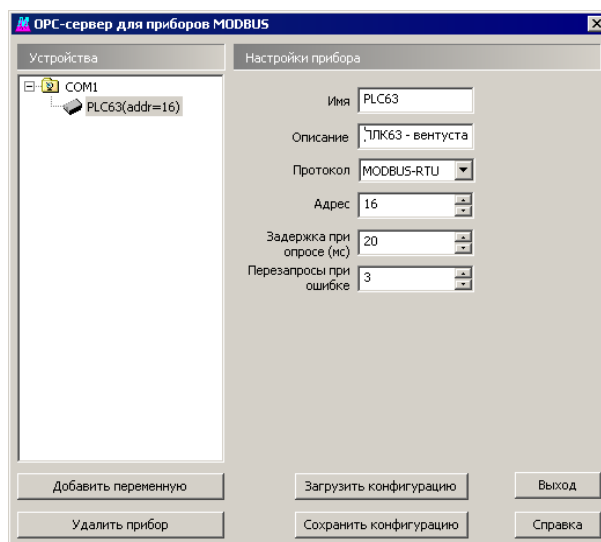 OPC-сервер для приборов MODBUS
Устройства
Настройки прибора
COM1
PLC63(addr=16)
Имя
PLC63
Описание
ПЛК63 - вентуста
Протокол
MODBUS-RTU
Адрес
16
Задержка при
опросе (мс)
20
Перезапросы при
ошибке
3
Добавить переменную
Загрузить конфигурацию
Выход
Удалить прибор
Сохранить конфигурацию
Справка